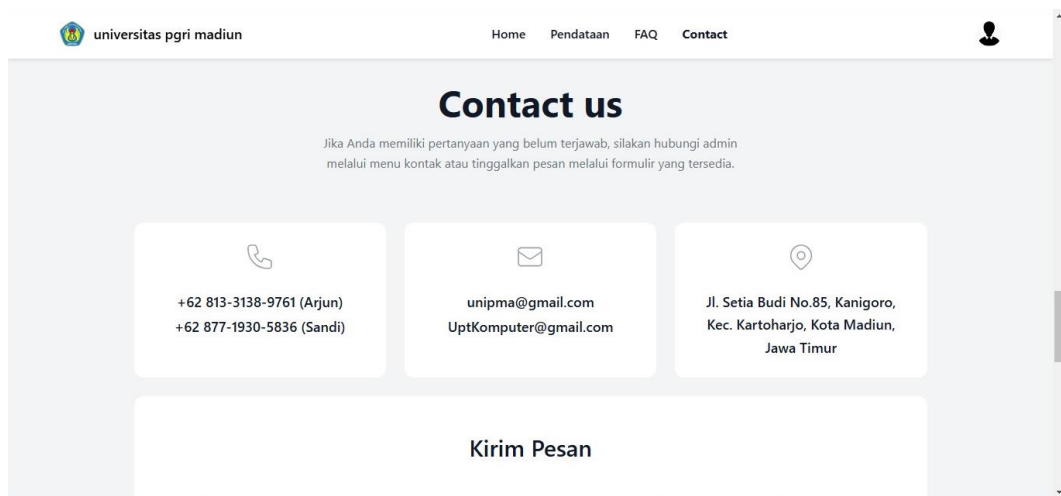 universitas pgri madiun
Home Pendataan FAQ Contact
Contact us
Jika Anda memiliki pertanyaan yang belum terjawab, silakan hubungi admin
melalui menu kontak atau tinggalkan pesan melalui formulir yang tersedia.
+62 813-3138-9761 (Arjun)
+62 877-1930-5836 (Sandi)
unipma@gmail.com
UptKomputer@gmail.com
Jl. Setia Budi No.85, Kanigoro,
Kec. Kartoharjo, Kota Madiun,
Jawa Timur
Kirim Pesan